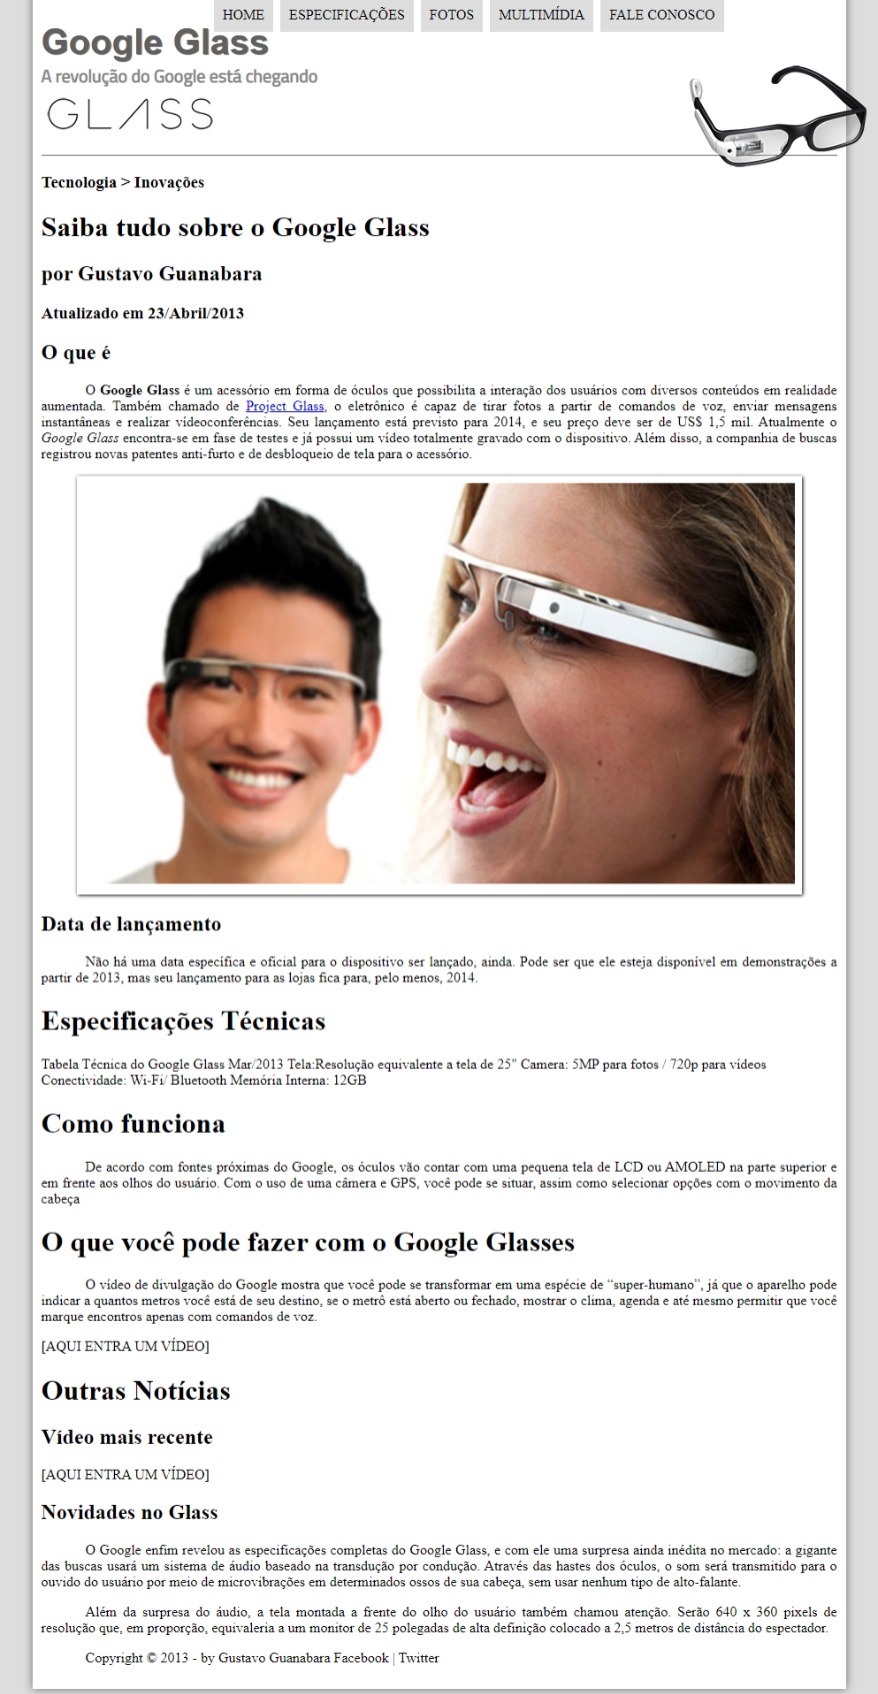 HOME ESPECIFICAÇÕES FOTOS MULTIMÍDIA FALE CONOSCO
Google Glass
A revolução do Google está chegando
GLASS
Tecnologia > Inovações
Saiba tudo sobre o Google Glass
por Gustavo Guanabara
Atualizado em 23/Abril/2013
O que é
O Google Glass é um acessório em forma de óculos que possibilita a interação dos usuários com diversos conteúdos em realidade
aumentada. Também chamado de Project Glass, o eletrônico é capaz de tirar fotos a partir de comandos de voz, enviar mensagens
instantâneas e realizar vídeoconferências. Seu lançamento está previsto para 2014, e seu preço deve ser de US$ 1,5 mil. Atualmente o
Google Glass encontra-se em fase de testes e já possui um vídeo totalmente gravado com o dispositivo. Além disso, a companhia de buscas
registrou novas patentes anti-furto e de desbloqueio de tela para o acessório.
Data de lançamento
Não há uma data específica e oficial para o dispositivo ser lançado, ainda. Pode ser que ele esteja disponível em demonstrações a
partir de 2013, mas seu lançamento para as lojas fica para, pelo menos, 2014.
Especificações Técnicas
Tabela Técnica do Google Glass Mar/2013 Tela:Resolução equivalente a tela de 25" Camera: 5MP para fotos / 720p para vídeos
Conectividade: Wi-Fi/ Bluetooth Memória Interna: 12GB
Como funciona
De acordo com fontes próximas do Google, os óculos vão contar com uma pequena tela de LCD ou AMOLED na parte superior e
em frente aos olhos do usuário. Com o uso de uma câmera e GPS, você pode se situar, assim como selecionar opções com o movimento da
cabeça
O que você pode fazer com o Google Glasses
O vídeo de divulgação do Google mostra que você pode se transformar em uma espécie de “super-humano”, já que o aparelho pode
indicar a quantos metros você está de seu destino, se o metrô está aberto ou fechado, mostrar o clima, agenda e até mesmo permitir que você
marque encontros apenas com comandos de voz.
[AQUI ENTRA UM VÍDEO]
Outras Notícias
Vídeo mais recente
[AQUI ENTRA UM VÍDEO]
Novidades no Glass
O Google enfim revelou as especificações completas do Google Glass, e com ele uma surpresa ainda inédita no mercado: a gigante
das buscas usará um sistema de áudio baseado na transdução por condução. Através das hastes dos óculos, o som será transmitido para o
ouvido do usuário por meio de microvibrações em determinados ossos de sua cabeça, sem usar nenhum tipo de alto-falante.
Além da surpresa do áudio, a tela montada a frente do olho do usuário também chamou atenção. Serão 640 x 360 pixels de
resolução que, em proporção, equivaleria a um monitor de 25 polegadas de alta definição colocado a 2,5 metros de distância do espectador.
Copyright © 2013 - by Gustavo Guanabara Facebook | Twitter